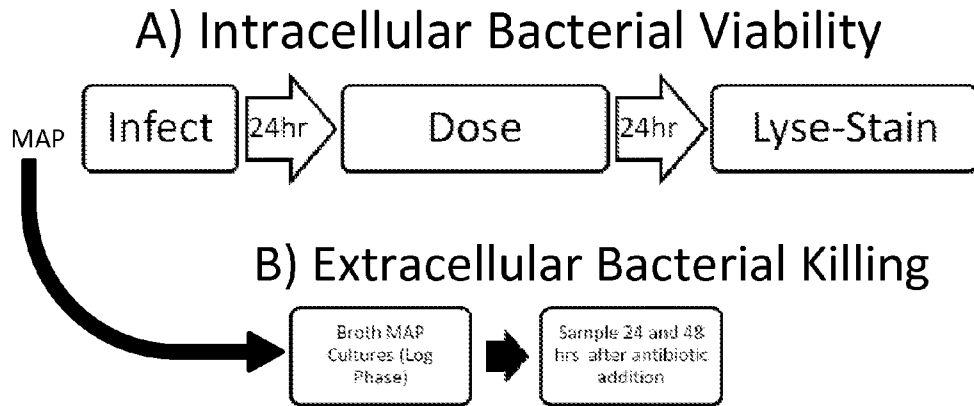 A) Intracellular Bacterial Viability
MAP
Infect
24hr
Dose
24hr
Lyse-Stain
B) Extracellular Bacterial Killing
Broth MAP
Cultures (Log
Phase)
Sample 24 and 48
hrs after antibiotic
addition